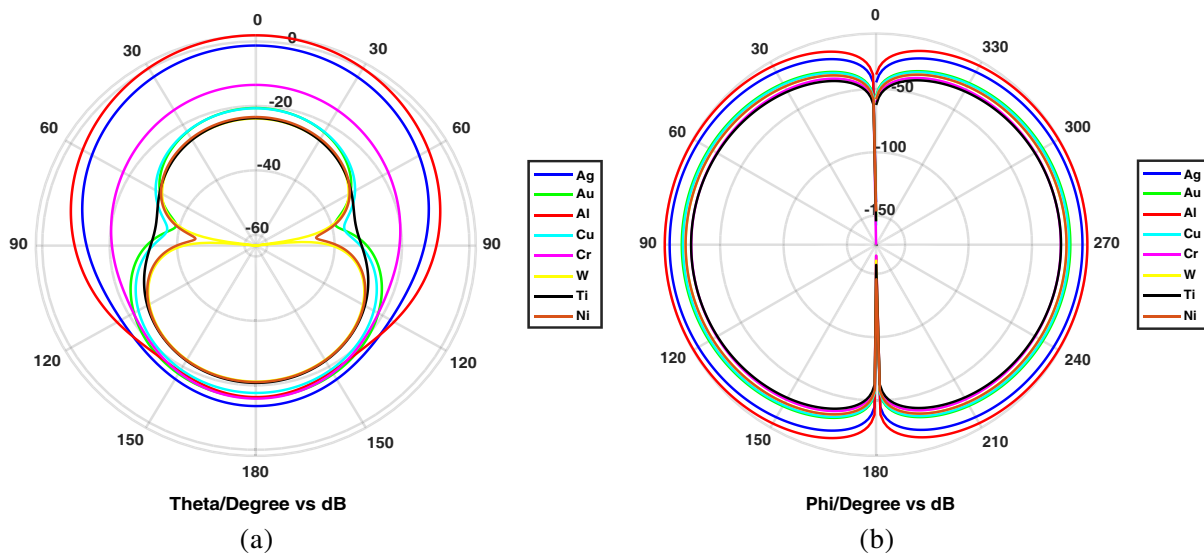 0
30
30
60
60
90
90
120
120
150
150
180
0
-20
-40
-60
Ag
Au
Al
Cu
Cr
W
Ti
Ni
Theta/Degree vs dB
(a)
0
30
330
60
300
90
270
120
240
150
210
180
-50
-100
-150
Ag
Au
Al
Cu
Cr
W
Ti
Ni
Phi/Degree vs dB
(b)